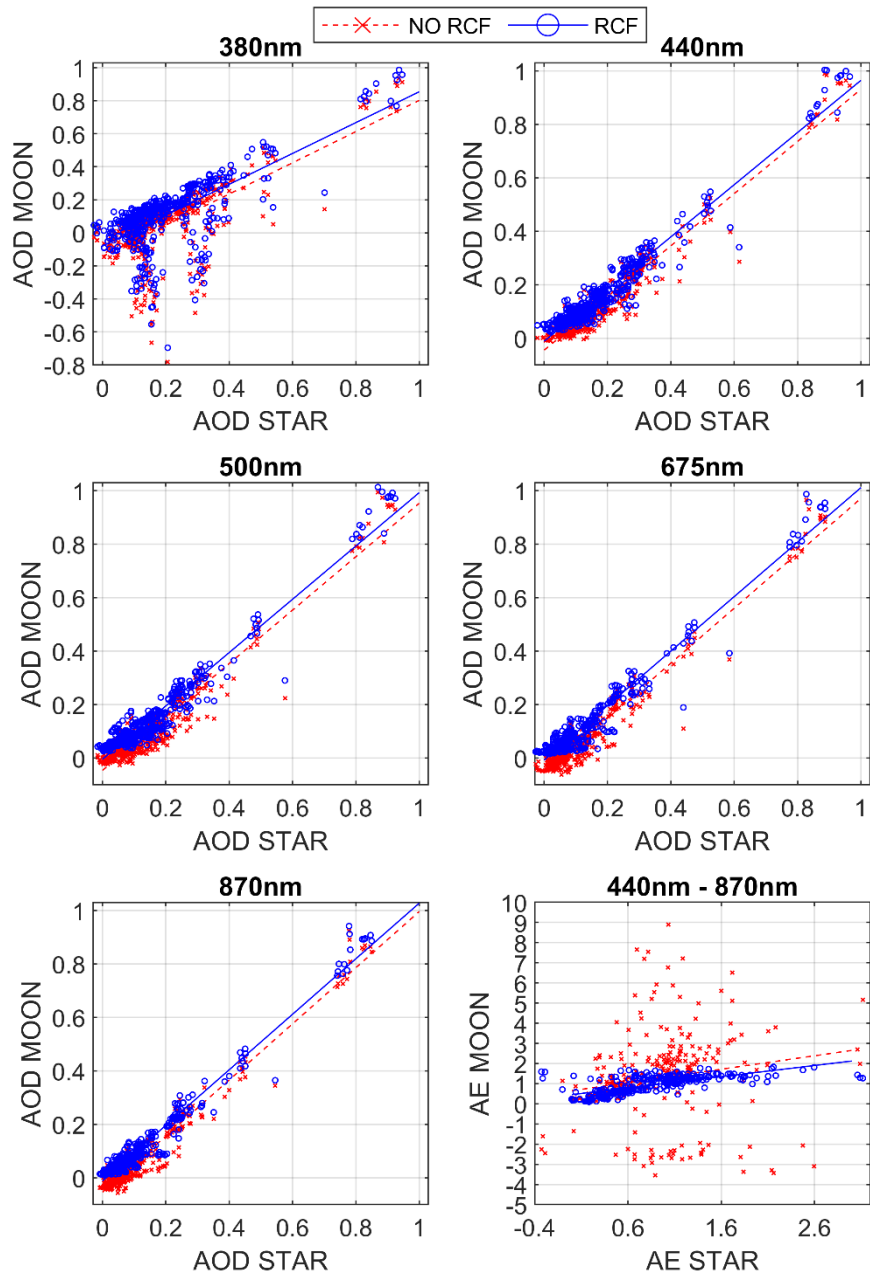 NO RCF RCF
380nm 440nm
1
0.8
0.6
0.4
0.2
0
-0.2
-0.4
-0.6
-0.8
AOD MOON
0 0.2 0.4 0.6 0.8 1
AOD STAR
1
0.8
0.6
0.4
0.2
0
AOD MOON
0 0.2 0.4 0.6 0.8 1
AOD STAR
500nm 675nm
1
0.8
0.6
0.4
0.2
0
AOD MOON
0 0.2 0.4 0.6 0.8 1
AOD STAR
1
0.8
0.6
0.4
0.2
0
AOD MOON
0 0.2 0.4 0.6 0.8 1
AOD STAR
870nm 440nm - 870nm
1
0.8
0.6
0.4
0.2
0
AOD MOON
0 0.2 0.4 0.6 0.8 1
AOD STAR
10
9
8
7
6
5
4
3
2
1
0
-1
-2
-3
-4
-5
AE MOON
-0.4 0.6 1.6 2.6
AE STAR